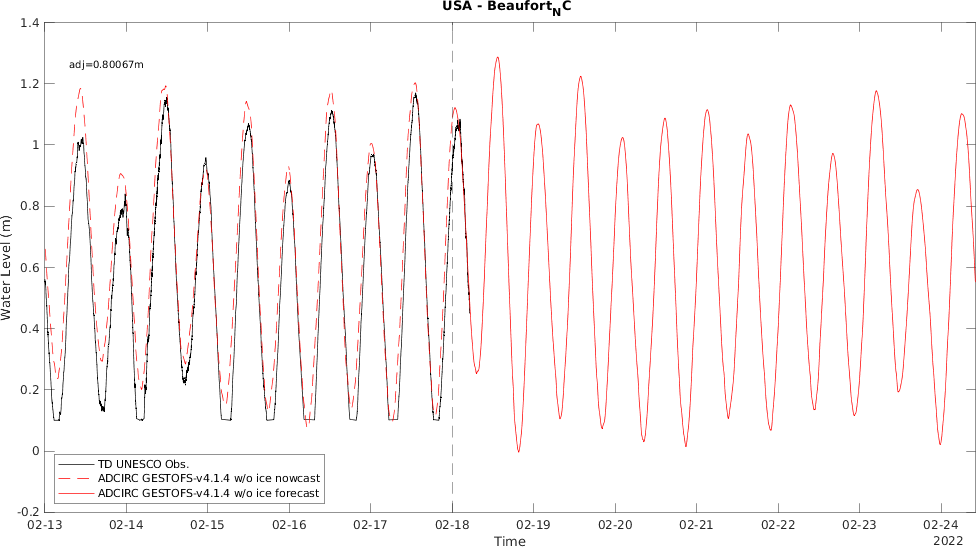 USA - Beaufort_NC
adj=0.80067m
1.4
1.2
1
0.8
0.6
0.4
0.2
0
-0.2
Water Level (m)
TD UNESCO Obs.
ADCIRC GESTOFS-v4.1.4 w/o ice nowcast
ADCIRC GESTOFS-v4.1.4 w/o ice forecast
02-13 02-14 02-15 02-16 02-17 02-18 02-19 02-20 02-21 02-22 02-23 02-24
Time
2022